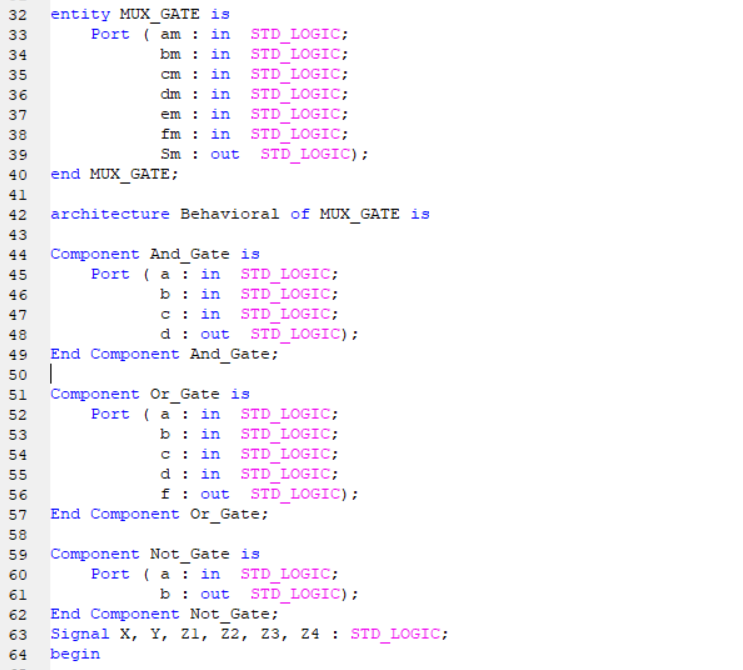 32 entity MUX_GATE is
33     Port ( am : in  STD_LOGIC;
34            bm : in  STD_LOGIC;
35            cm : in  STD_LOGIC;
36            dm : in  STD_LOGIC;
37            em : in  STD_LOGIC;
38            fm : in  STD_LOGIC;
39            Sm : out  STD_LOGIC);
40 end MUX_GATE;
41
42 architecture Behavioral of MUX_GATE is
43
44 Component And_Gate is
45     Port ( a : in  STD_LOGIC;
46            b : in  STD_LOGIC;
47            c : in  STD_LOGIC;
48            d : out  STD_LOGIC);
49 End Component And_Gate;
50
51 Component Or_Gate is
52     Port ( a : in  STD_LOGIC;
53            b : in  STD_LOGIC;
54            c : in  STD_LOGIC;
55            d : in  STD_LOGIC;
56            f : out  STD_LOGIC);
57 End Component Or_Gate;
58
59 Component Not_Gate is
60     Port ( a : in  STD_LOGIC;
61            b : out  STD_LOGIC);
62 End Component Not_Gate;
63 Signal X, Y, Z1, Z2, Z3, Z4 : STD_LOGIC;
64 begin